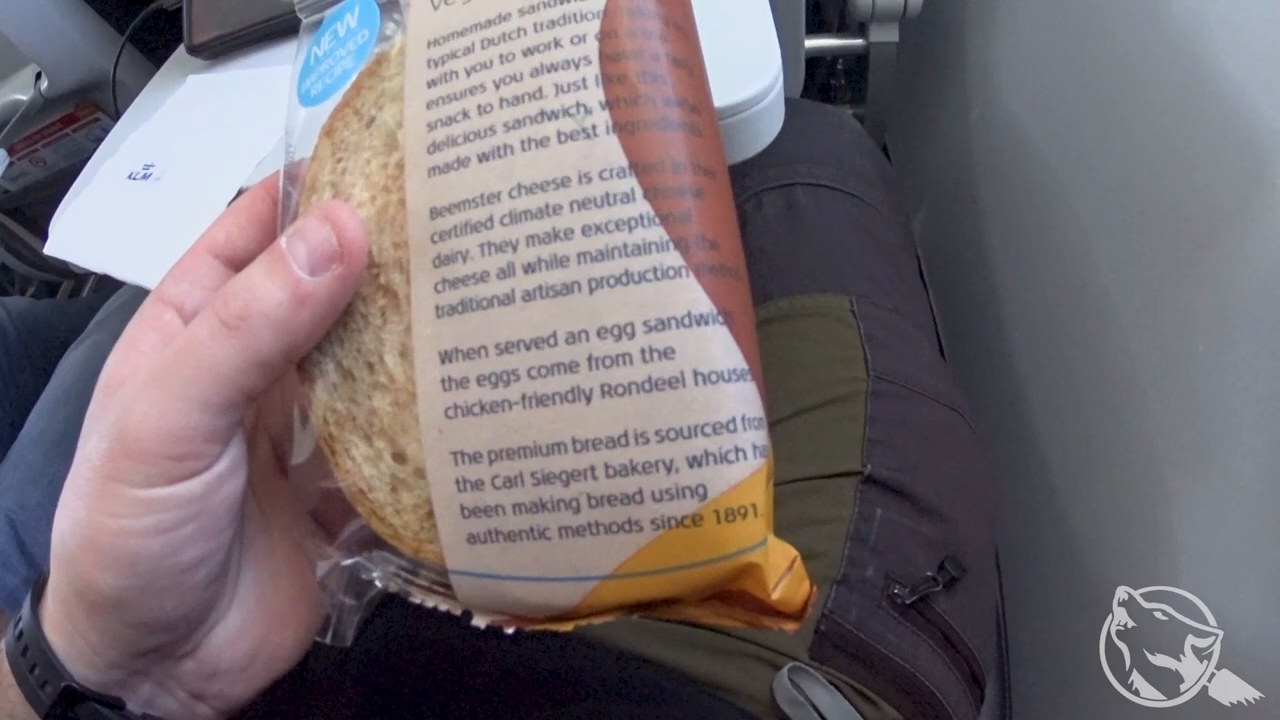 NEW
IMPROVED
RECIPE
KLM
Homemade
typical Dutch tradition
with you to work or on
ensures you always have a
snack to hand. Just like this
delicious sandwich, which
made with the best ingredients.
Beemster cheese is crafted in the
certified climate neutral cheese
dairy. They make exceptional
cheese all while maintaining the
traditional artisan production
When served an egg sandwich
the eggs come from the
chicken-friendly Rondeel houses
The premium bread is sourced from
the Carl Siegert bakery, which
been making bread using
authentic methods since 1891.